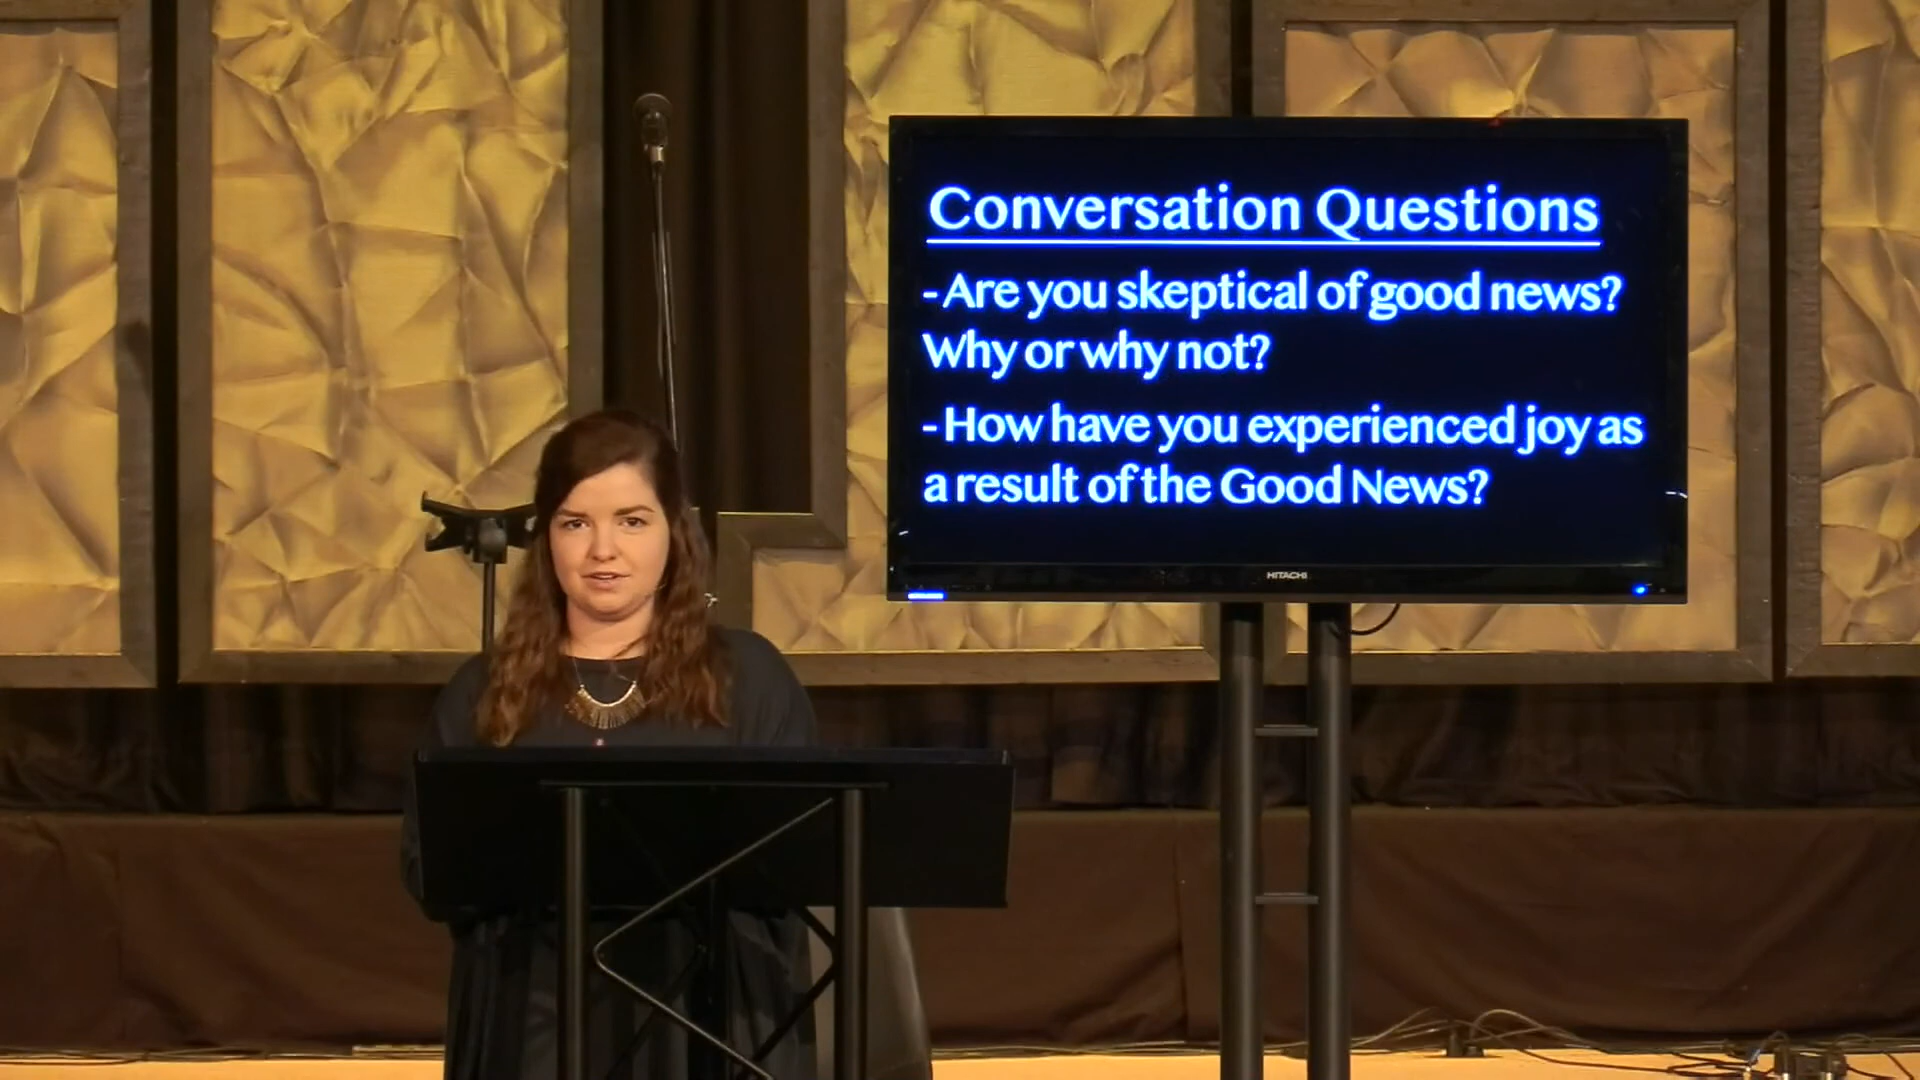 Conversation Questions
-Are you skeptical of good news?
Why or why not?
-How have you experienced joy as
a result of the Good News?
HITACHI